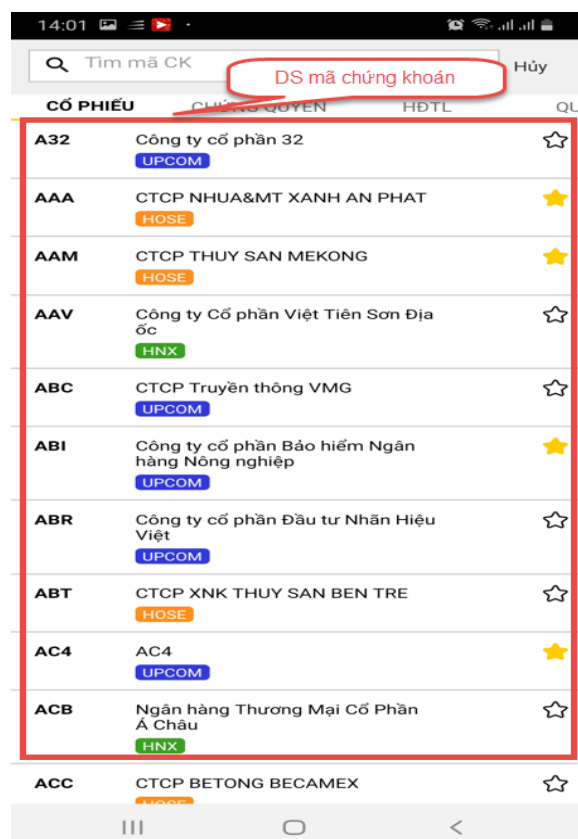 14:01
Tìm mã CK
Hủy
DS mã chứng khoán
CỔ PHIẾU CHỨNG QUYỀN HĐTL QU
A32 Công ty cổ phần 32
UPCOM
AAA CTCP NHUA&MT XANH AN PHAT
HOSE
AAM CTCP THUY SAN MEKONG
HOSE
AAV Công ty Cổ phần Việt Tiên Sơn Địa
ốc
HNX
ABC CTCP Truyền thông VMG
UPCOM
ABI Công ty cổ phần Bảo hiểm Ngân
hàng Nông nghiệp
UPCOM
ABR Công ty cổ phần Đầu tư Nhãn Hiệu
Việt
UPCOM
ABT CTCP XNK THUY SAN BEN TRE
HOSE
AC4 AC4
UPCOM
ACB Ngân hàng Thương Mại Cổ Phần
Á Châu
HNX
ACC CTCP BETONG BECAMEX
HOSE